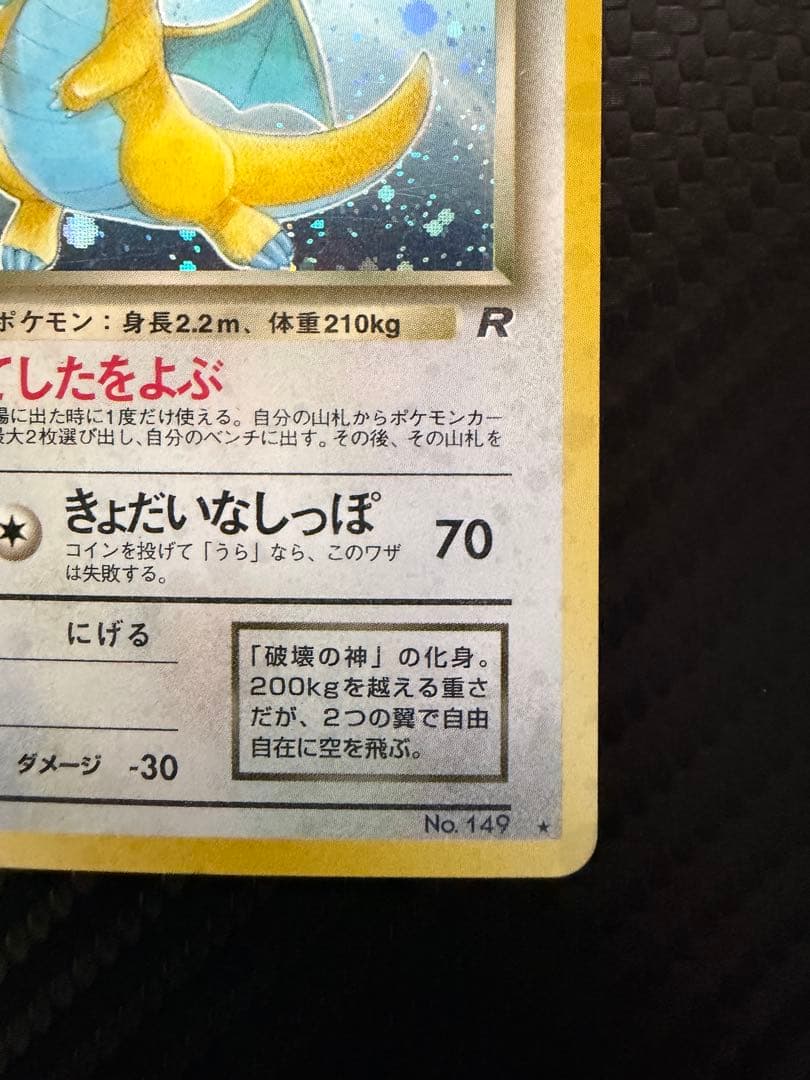 ポケモン：身長2.2m、体重210kg
R
てしたをよぶ
場に出た時に1度だけ使える。自分の山札からポケモンカー
最大2枚選び出し、自分のベンチに出す。その後、その山札を
きょだいなしっぽ 70
コインを投げて「うら」なら、このワザ
は失敗する。
にげる
「破壊の神」の化身。
200kgを越える重さ
だが、2つの翼で自由
自在に空を飛ぶ。
ダメージ -30
No. 149 ★